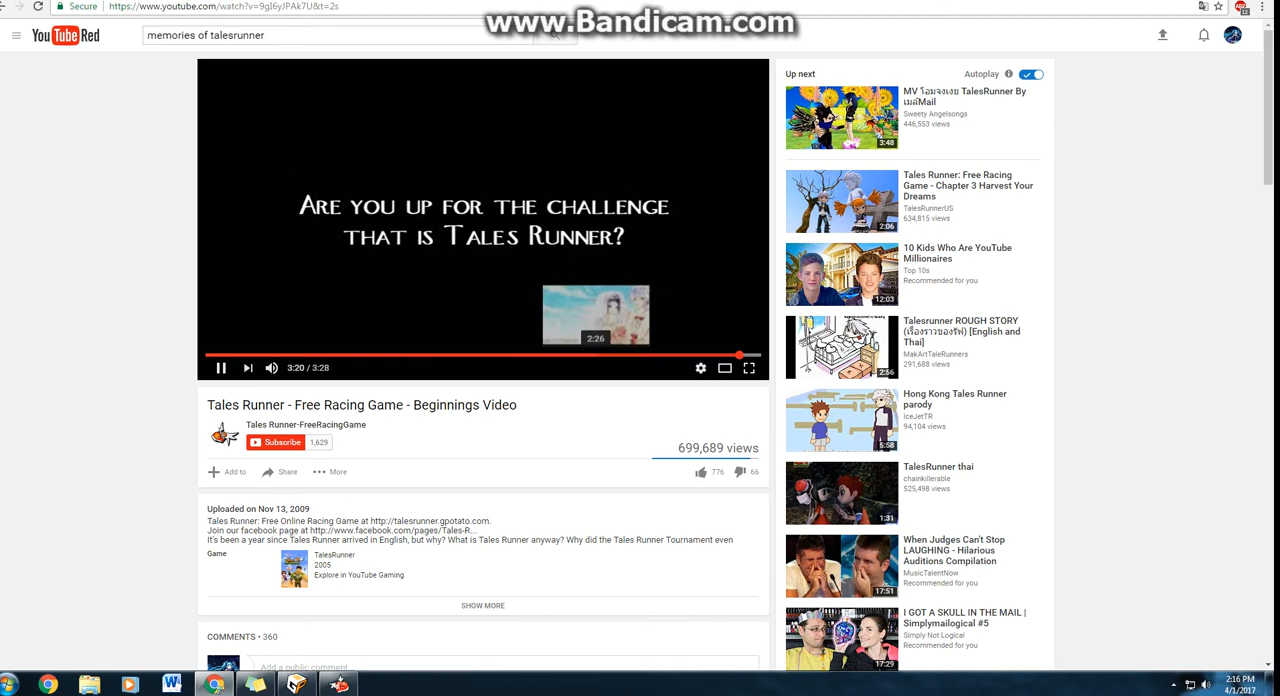 Secure https://www.youtube.com/watch?v=9gI6yJPAk7U&t=2s
www.Bandicam.com
YouTube Red
memories of talesrunner
Are you up for the challenge
that is Tales Runner?
2:26
3:20 / 3:28
Tales Runner - Free Racing Game - Beginnings Video
Tales Runner-FreeRacingGame
Subscribe 1,629
699,689 views
Add to Share More
776 66
Uploaded on Nov 13, 2009
Tales Runner: Free Online Racing Game at http://talesrunner.gpotato.com.
Join our facebook page at http://www.facebook.com/pages/Tales-R...
It's been a year since Tales Runner arrived in English, but why? What is Tales Runner anyway? Why did the Tales Runner Tournament even
Game
TalesRunner
2005
Explore in YouTube Gaming
SHOW MORE
COMMENTS • 360
Add a public comment...
Up next
Autoplay
MV โอมจงเงย TalesRunner By
เมล์Mail
Sweety Angelsongs
446,553 views
3:48
Tales Runner: Free Racing
Game - Chapter 3 Harvest Your
Dreams
TalesRunnerUS
634,815 views
2:06
10 Kids Who Are YouTube
Millionaires
Top 10s
Recommended for you
12:03
Talesrunner ROUGH STORY
(เรื่องราวของรัฟ) [English and
Thai]
MakArtTaleRunners
291,688 views
2:56
Hong Kong Tales Runner
parody
IceJetTR
94,104 views
5:58
TalesRunner thai
chainkillerable
525,498 views
1:31
When Judges Can't Stop
LAUGHING - Hilarious
Auditions Compilation
MusicTalentNow
Recommended for you
17:51
I GOT A SKULL IN THE MAIL |
Simplymailogical #5
Simply Not Logical
Recommended for you
17:29
2:16 PM
4/1/2017